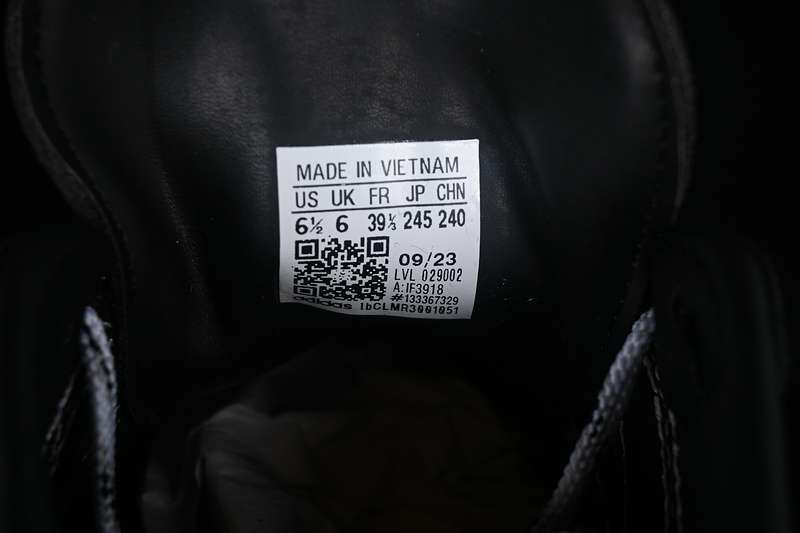 MADE IN VIETNAM
US UK FR JP CHN
6½ 6 39⅓ 245 240
09/23
LVL 029002
A:IF3918
#133367329
adidas IbCLMR3001051